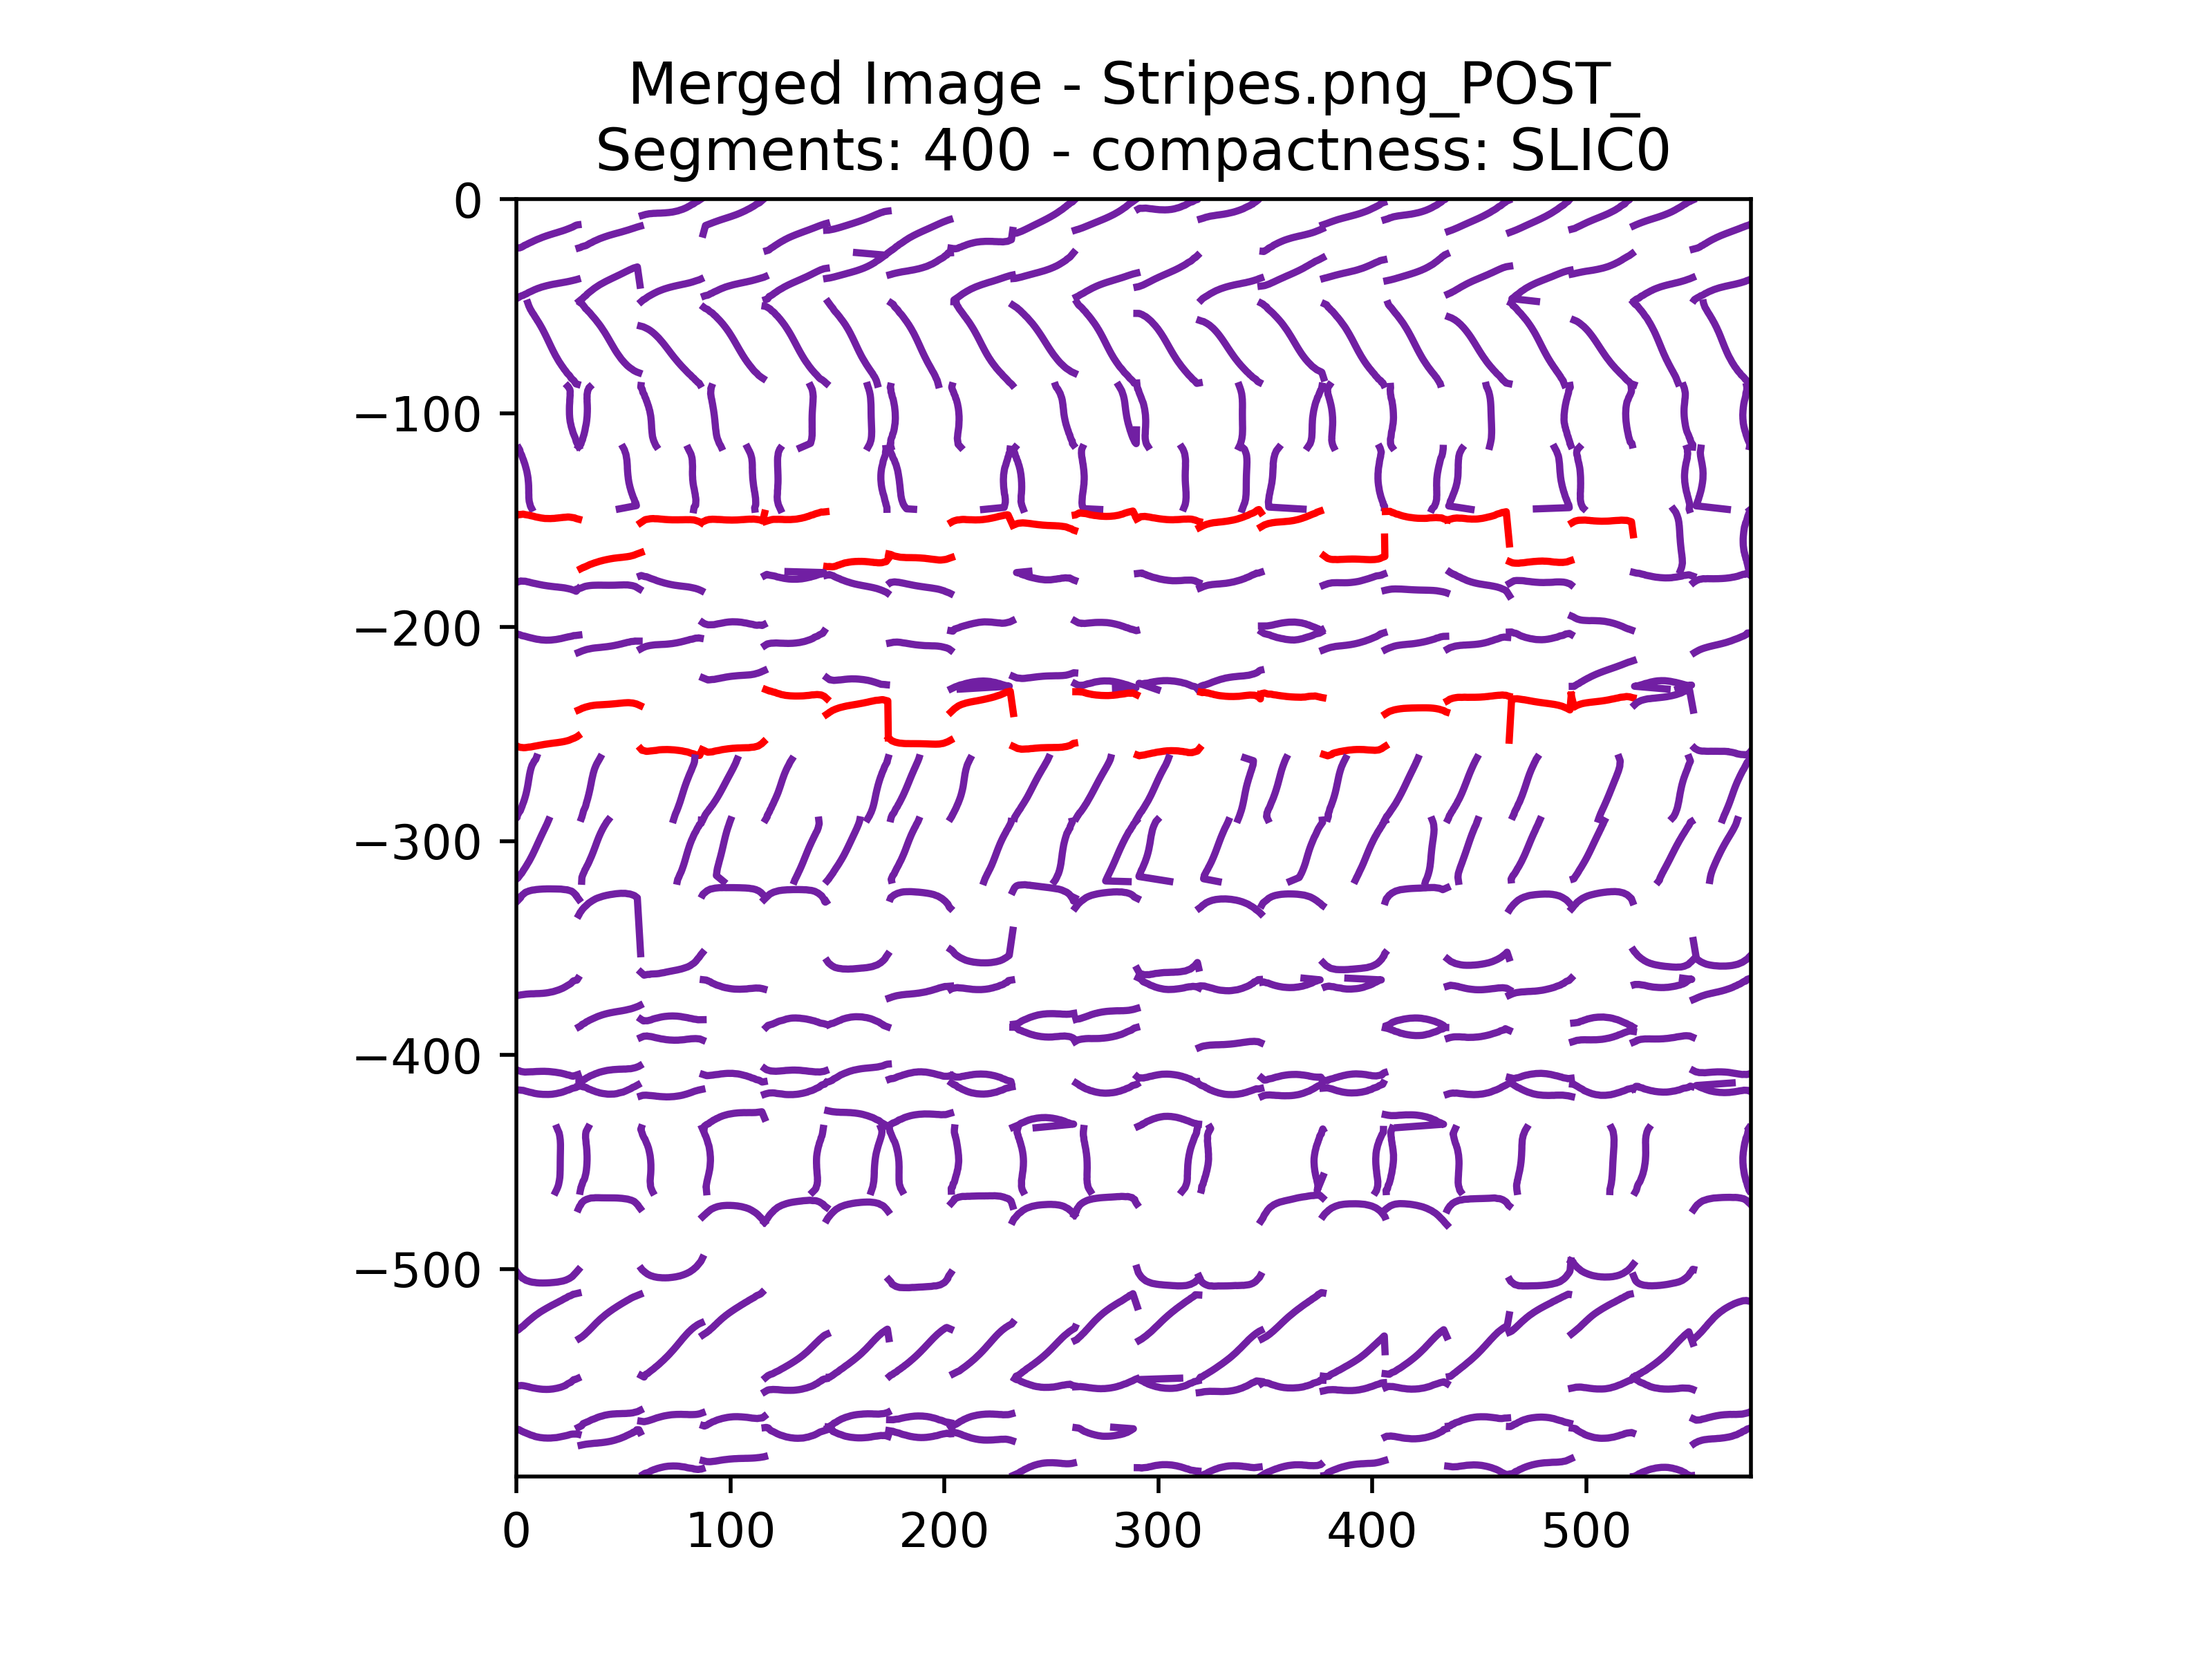 Merged Image - Stripes.png_POST_
Segments: 400 - compactness: SLIC0
0
−100
−200
−300
−400
−500
0 100 200 300 400 500